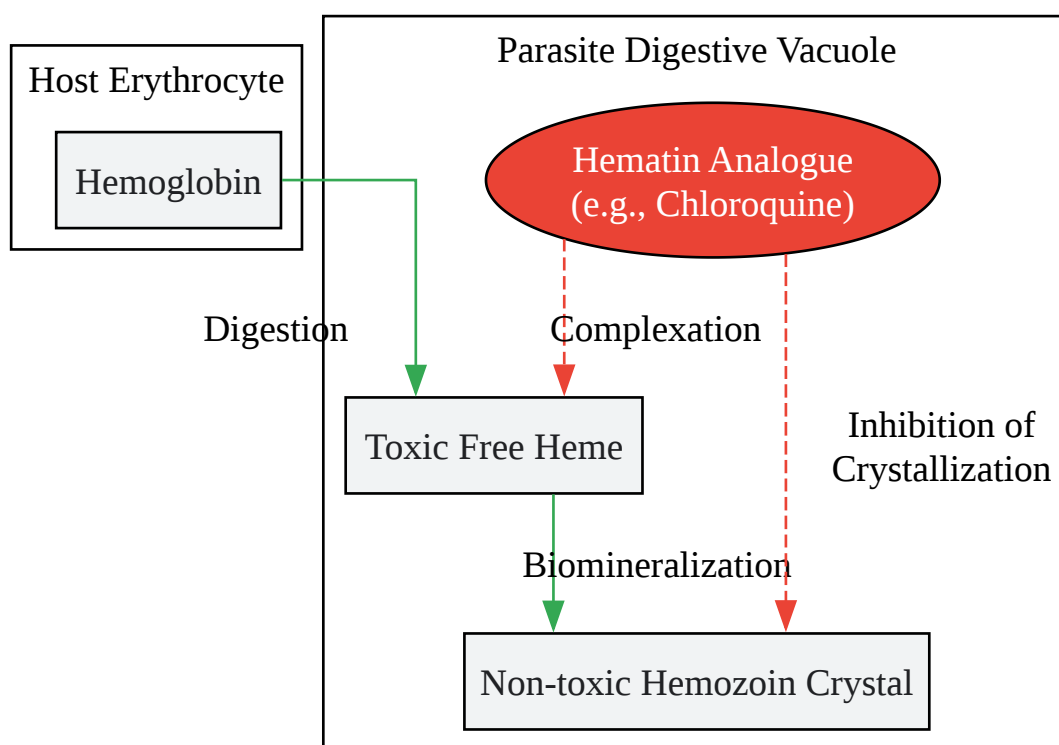 Parasite Digestive Vacuole
Host Erythrocyte
Hemoglobin
Hematin Analogue
(e.g., Chloroquine)
Digestion
Complexation
Toxic Free Heme
Inhibition of
Crystallization
Biomineralization
Non-toxic Hemozoin Crystal